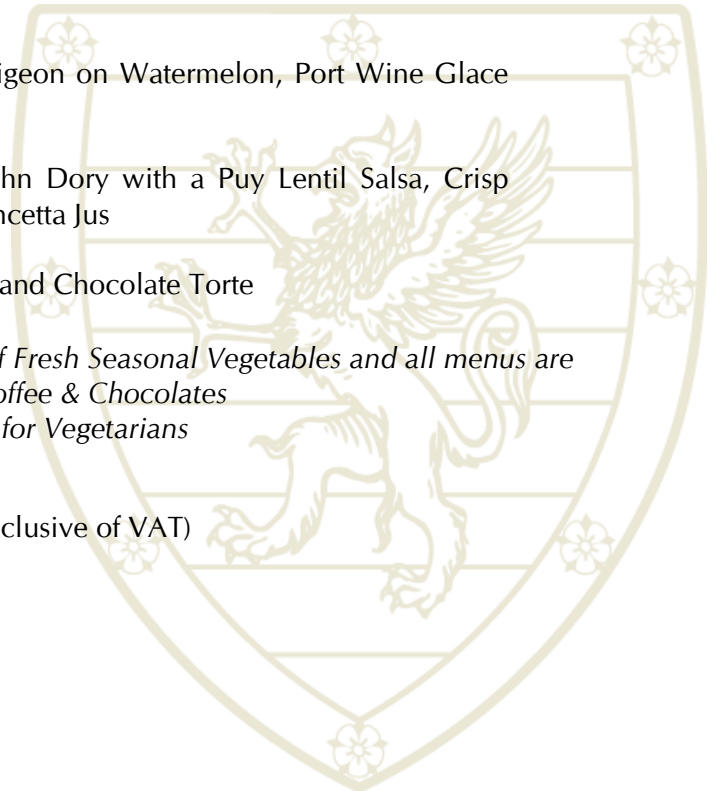 igeon on Watermelon, Port Wine Glace
hn Dory with a Puy Lentil Salsa, Crisp
ncetta Jus
and Chocolate Torte
f Fresh Seasonal Vegetables and all menus are
offee & Chocolates
for Vegetarians
clusive of VAT)